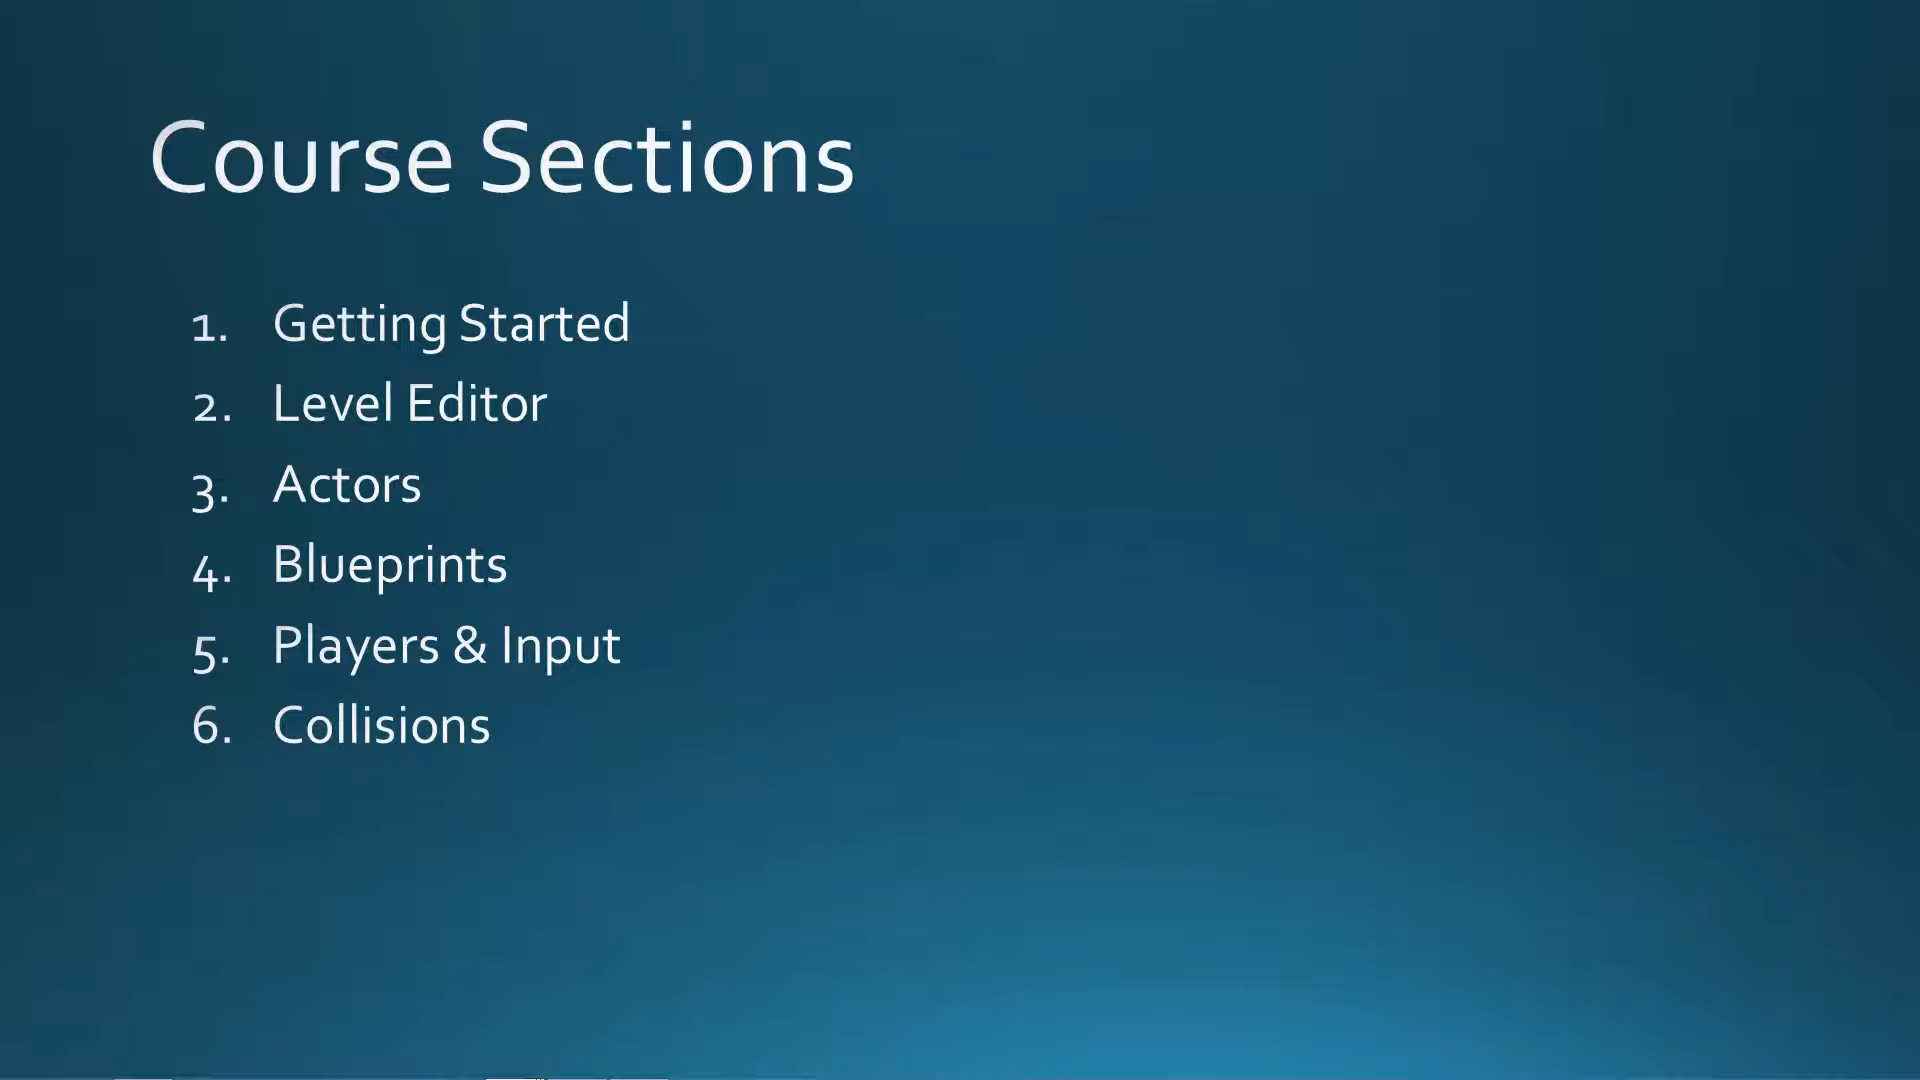 Course Sections
1. Getting Started
2. Level Editor
3. Actors
4. Blueprints
5. Players & Input
6. Collisions